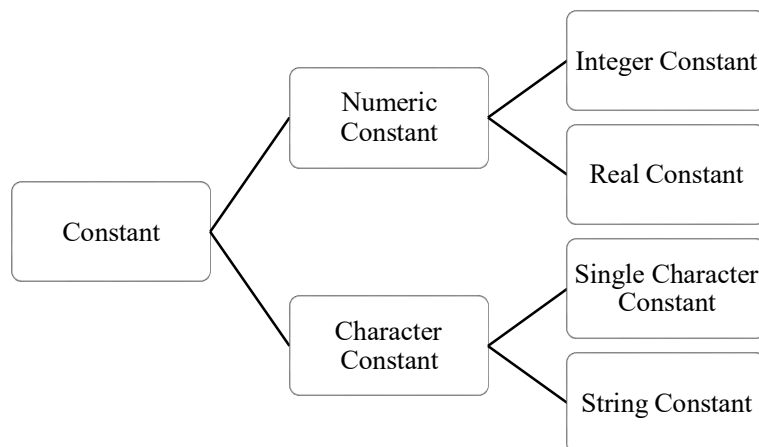 Constant
Numeric
Constant
Character
Constant
Integer Constant
Real Constant
Single Character
Constant
String Constant